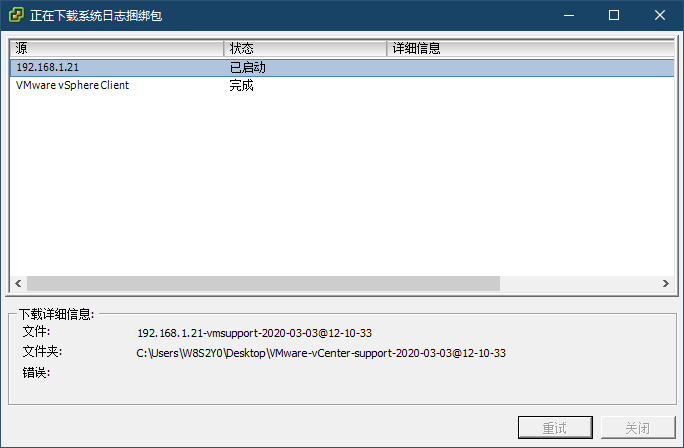 正在下载系统日志捆绑包
源 状态 详细信息
192.168.1.21 已启动
VMware vSphere Client 完成
下载详细信息:
文件: 192.168.1.21-vmsupport-2020-03-03@12-10-33
文件夹: C:\Users\W8S2Y0\Desktop\VMware-vCenter-support-2020-03-03@12-10-33
错误:
重试 关闭